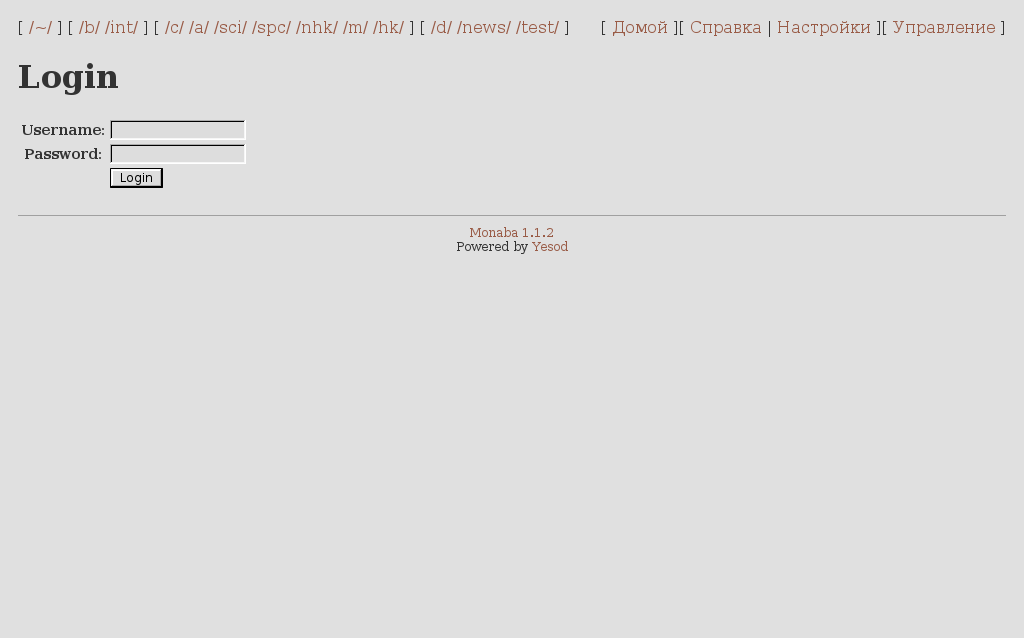 [ /~/ ] [ /b/ /int/ ] [ /c/ /a/ /sci/ /spc/ /nhk/ /m/ /hk/ ] [ /d/ /news/ /test/ ] [ Домой ][ Справка | Настройки ][ Управление ]
Login
Username:
Password:
Login
Monaba 1.1.2
Powered by Yesod